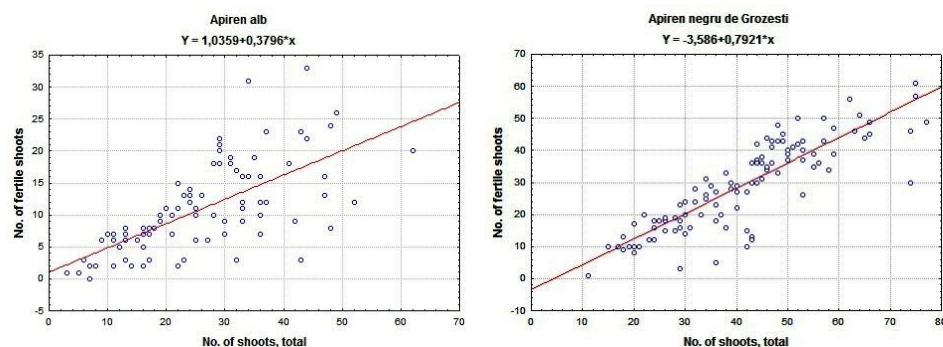 Apiren alb
Y = 1,0359+0,3796*x
No. of fertile shoots
35
30
25
20
15
10
5
0
-5
0 10 20 30 40 50 60 70
No. of shoots, total
Apiren negru de Grozesti
Y = -3,586+0,7921*x
No. of fertile shoots
70
60
50
40
30
20
10
0
-10
0 10 20 30 40 50 60 70 80
No. of shoots, total